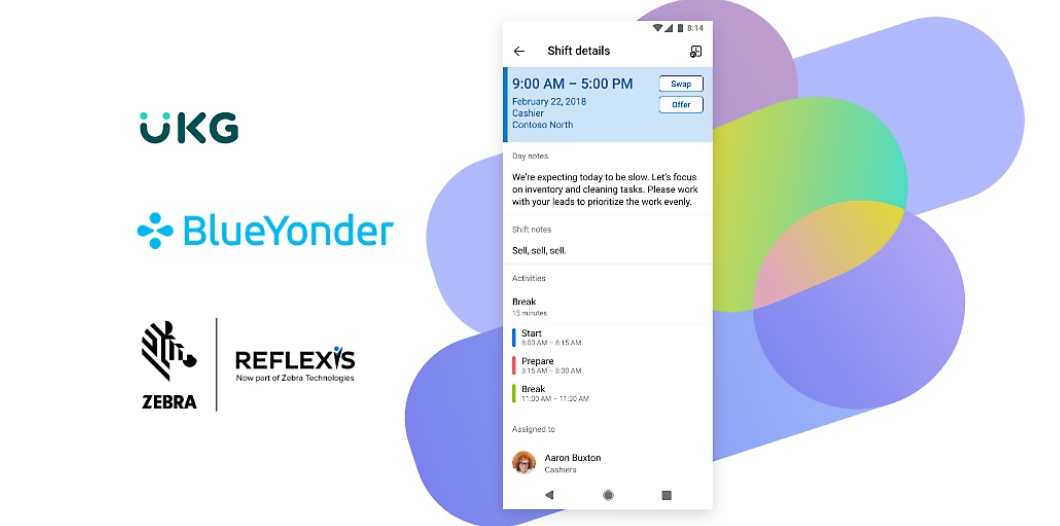 UKG
BlueYonder
ZEBRA
REFLEXIS
Now part of Zebra Technologies
8:14
Shift details
9:00 AM – 5:00 PM
Swap
February 22, 2018
Offer
Cashier
Contoso North
Day notes
We're expecting today to be slow. Let's focus
on inventory and cleaning tasks. Please work
with your leads to prioritize the work evenly.
Shift notes
Sell, sell, sell.
Activities
Break
15 minutes
Start
8:00 AM – 8:15 AM
Prepare
8:15 AM – 8:30 AM
Break
11:00 AM – 11:30 AM
Assigned to
Aaron Buxton
Cashiers